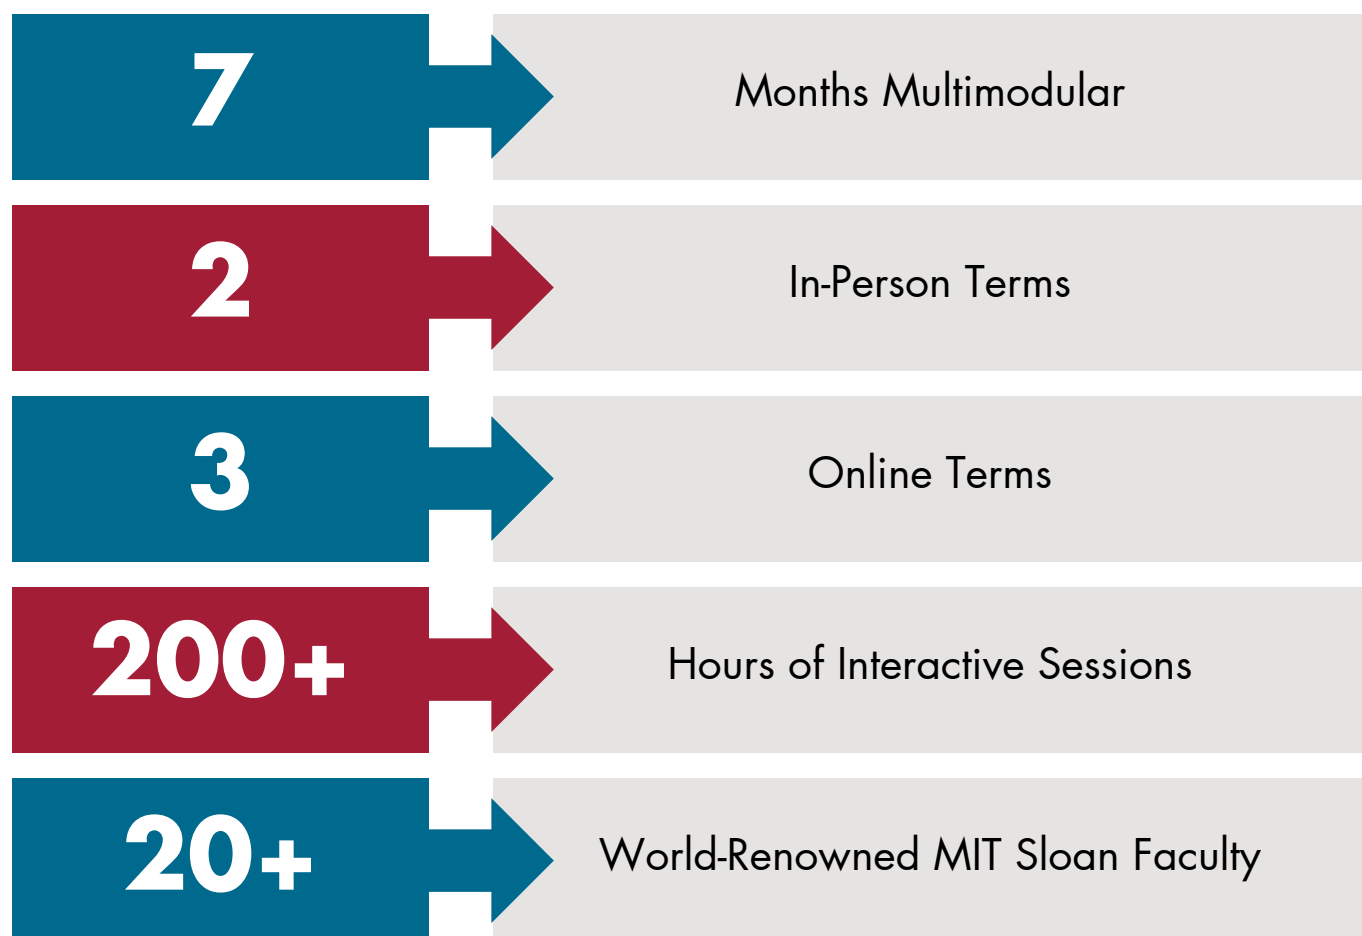 7
Months Multimodular
2
In-Person Terms
3
Online Terms
200+
Hours of Interactive Sessions
20+
World-Renowned MIT Sloan Faculty